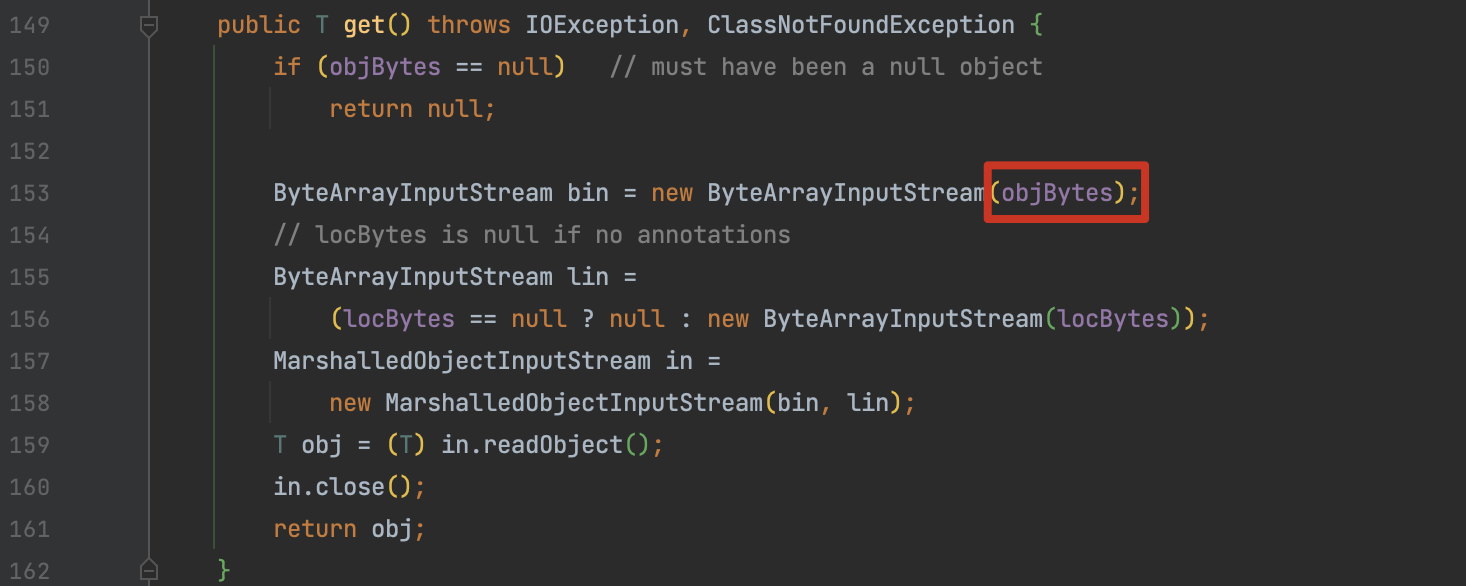 149 public T get() throws IOException, ClassNotFoundException {
150 if (objBytes == null)   // must have been a null object
151 return null;
152
153 ByteArrayInputStream bin = new ByteArrayInputStream(objBytes);
154 // locBytes is null if no annotations
155 ByteArrayInputStream lin =
156 (locBytes == null ? null : new ByteArrayInputStream(locBytes));
157 MarshalledObjectInputStream in =
158 new MarshalledObjectInputStream(bin, lin);
159 T obj = (T) in.readObject();
160 in.close();
161 return obj;
162 }